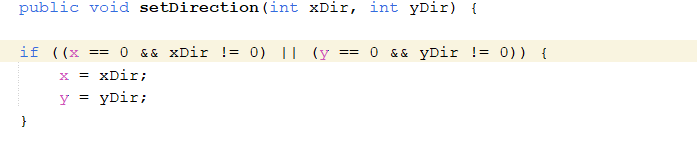 public void setDirection(int xDir, int yDir) {
if ((x == 0 && xDir != 0) || (y == 0 && yDir != 0)) {
x = xDir;
y = yDir;
}